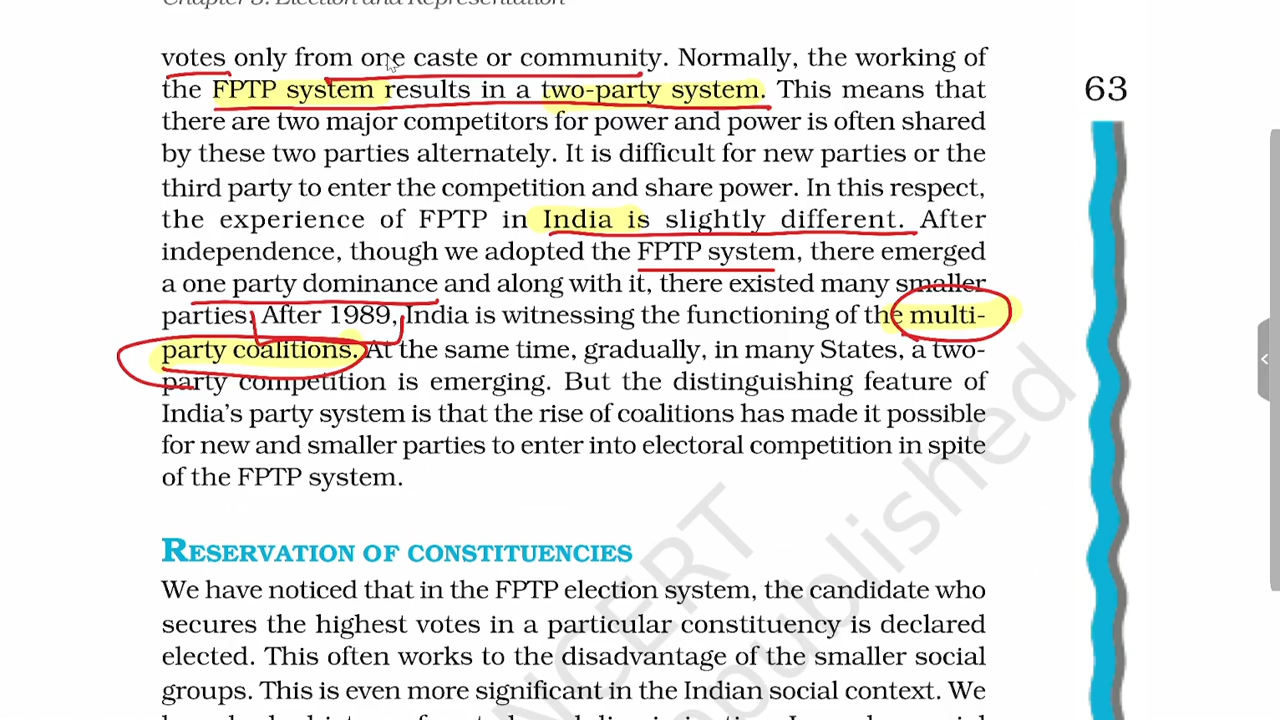 Chapter 3: Election and Representation
votes only from one caste or community. Normally, the working of
the FPTP system results in a two-party system. This means that
there are two major competitors for power and power is often shared
by these two parties alternately. It is difficult for new parties or the
third party to enter the competition and share power. In this respect,
the experience of FPTP in India is slightly different. After
independence, though we adopted the FPTP system, there emerged
a one party dominance and along with it, there existed many smaller
parties. After 1989, India is witnessing the functioning of the multi-
party coalitions. At the same time, gradually, in many States, a two-
party competition is emerging. But the distinguishing feature of
India's party system is that the rise of coalitions has made it possible
for new and smaller parties to enter into electoral competition in spite
of the FPTP system.
63
RESERVATION OF CONSTITUENCIES
We have noticed that in the FPTP election system, the candidate who
secures the highest votes in a particular constituency is declared
elected. This often works to the disadvantage of the smaller social
groups. This is even more significant in the Indian social context. We
NCERT
republished